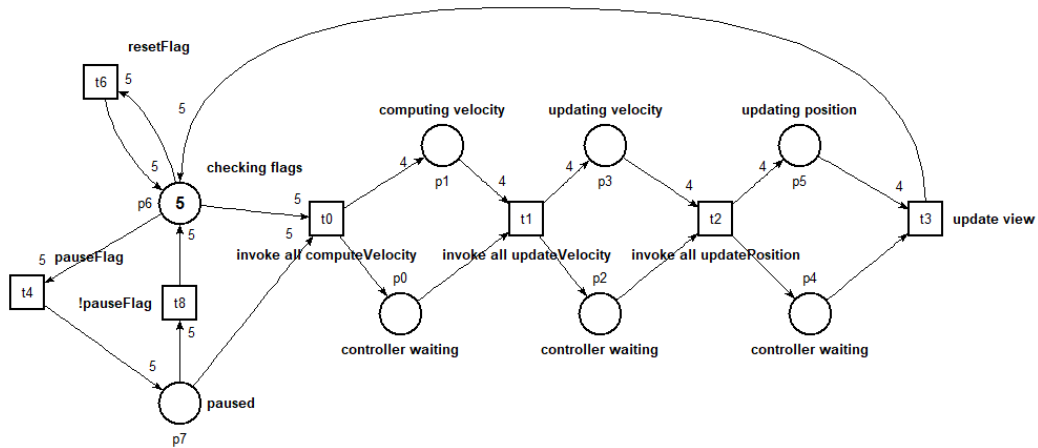 resetFlag
t6
5
5
5
computing velocity
updating velocity
updating position
checking flags
5
p6
5
p1
4
4
p3
4
4
p5
4
4
5
t0
5
t1
t2
t3
update view
pauseFlag
5
invoke all computeVelocity
invoke all updateVelocity
invoke all updatePosition
5
t4
!pauseFlag
t8
5
p0
p2
p4
controller waiting
controller waiting
controller waiting
5
paused
p7